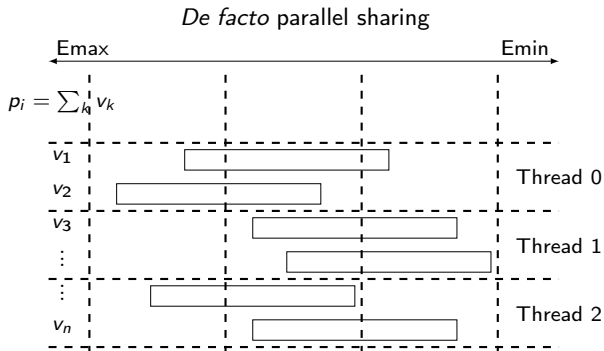 De facto parallel sharing
Emax Emin
p_i = ∑_k v_k
v_1
v_2 Thread 0
v_3
⋮ Thread 1
⋮
v_n Thread 2